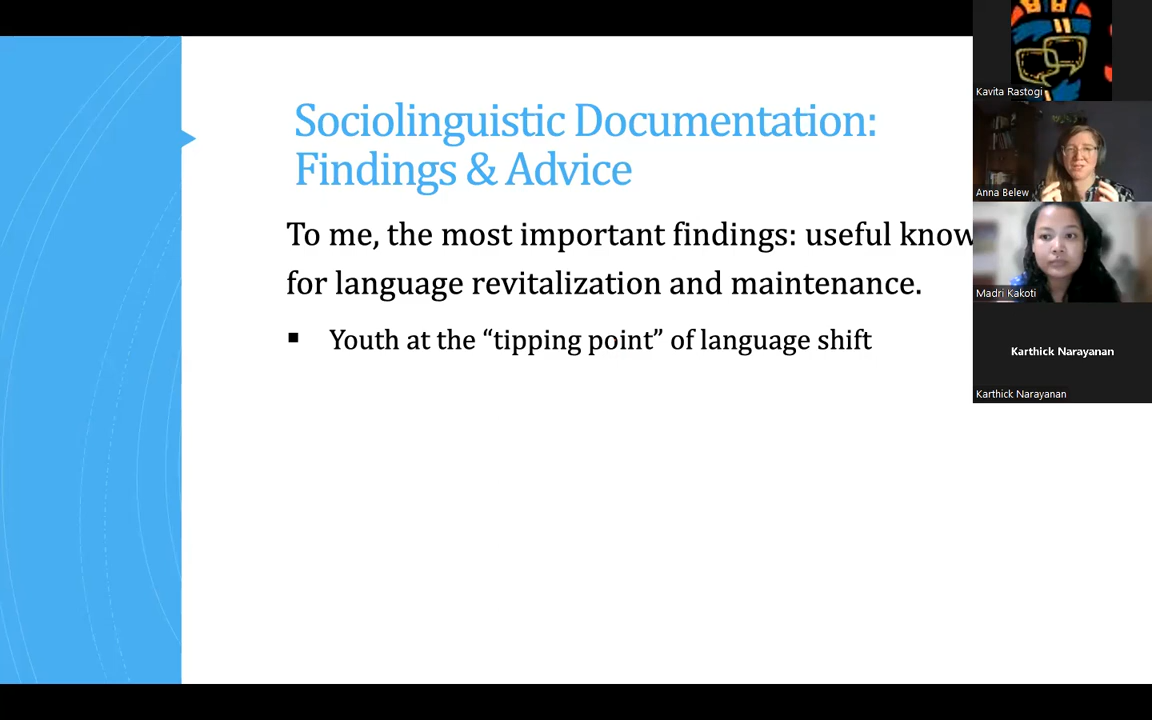 Sociolinguistic Documentation:
Findings & Advice
To me, the most important findings: useful know
for language revitalization and maintenance.
▪ Youth at the “tipping point” of language shift
Kavita Rastogi
Anna Belew
Madri Kakoti
Karthick Narayanan
Karthick Narayanan